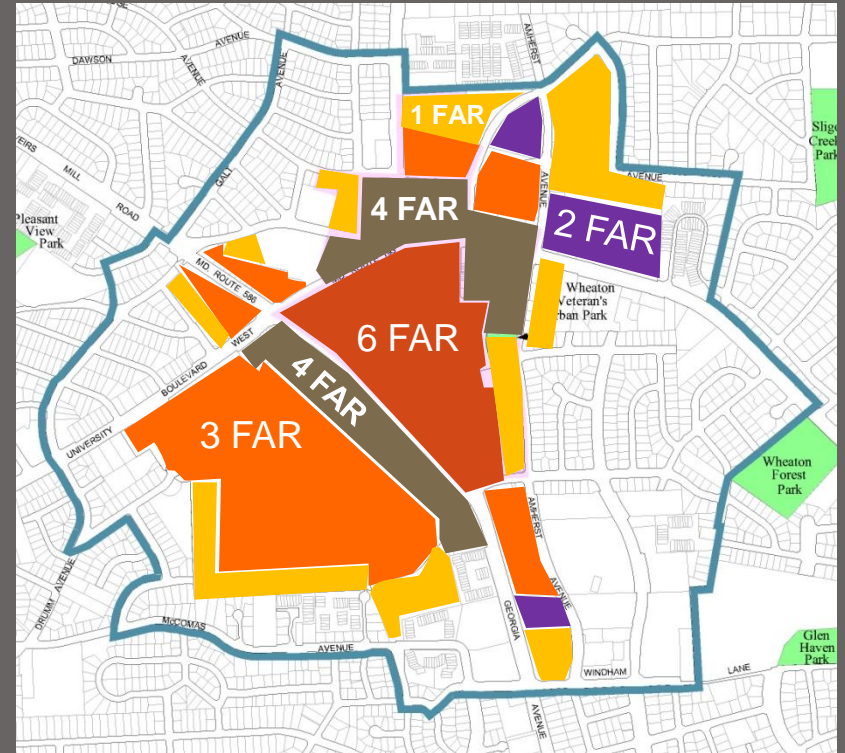 DAWSON
AVENUE
AVENUE
AVENUE
AMHERST
1 FAR
Sligo
Creek
Park
MILL
ROAD
GALT
AVENUE
4 FAR
AVENUE
2 FAR
Pleasant
View
Park
MD. ROUTE 586
Wheaton
Veteran's
rban Park
6 FAR
WEST
BOULEVARD
UNIVERSITY
4 FAR
3 FAR
Wheaton
Forest
Park
AMHERST
AVENUE
DRUMM AVENUE
GEORGIA
McCOMAS
AVENUE
Glen
Haven
Park
WINDHAM
LANE
AVENUE